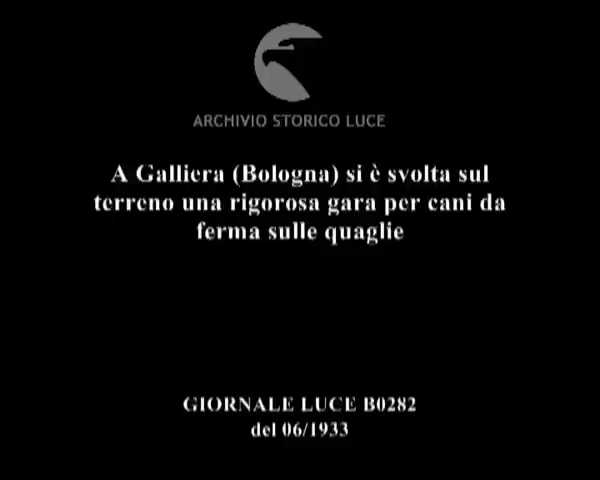 ARCHIVIO STORICO LUCE
A Galliera (Bologna) si è svolta sul
terreno una rigorosa gara per cani da
ferma sulle quaglie
GIORNALE LUCE B0282
del 06/1933